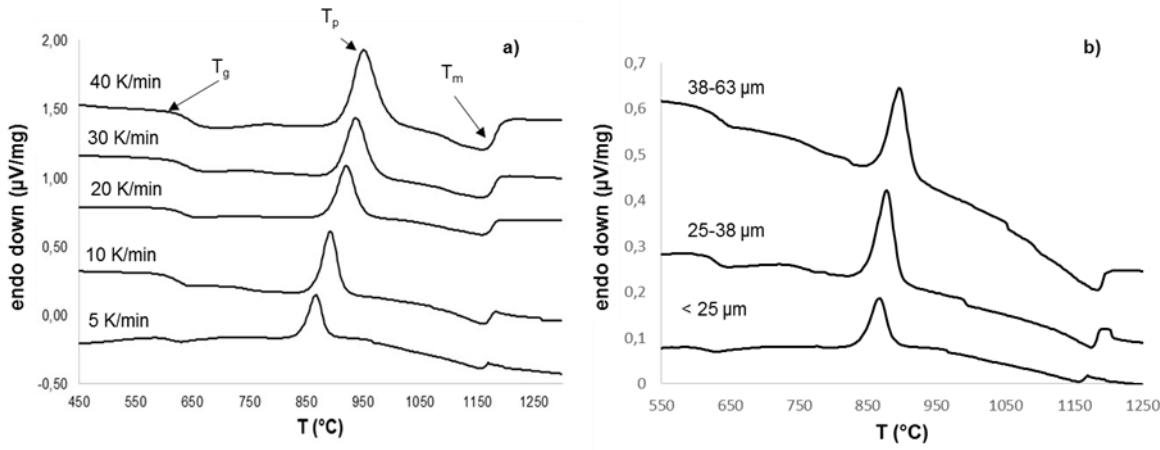 a)
T_p
T_g
T_m
2,00
1,50
1,00
0,50
0,00
-0,50
endo down (µV/mg)
40 K/min
30 K/min
20 K/min
10 K/min
5 K/min
450 550 650 750 850 950 1050 1150 1250
T (°C)
b)
0,7
0,6
0,5
0,4
0,3
0,2
0,1
0
endo down (µV/mg)
38-63 µm
25-38 µm
< 25 µm
550 650 750 850 950 1050 1150 1250
T (°C)